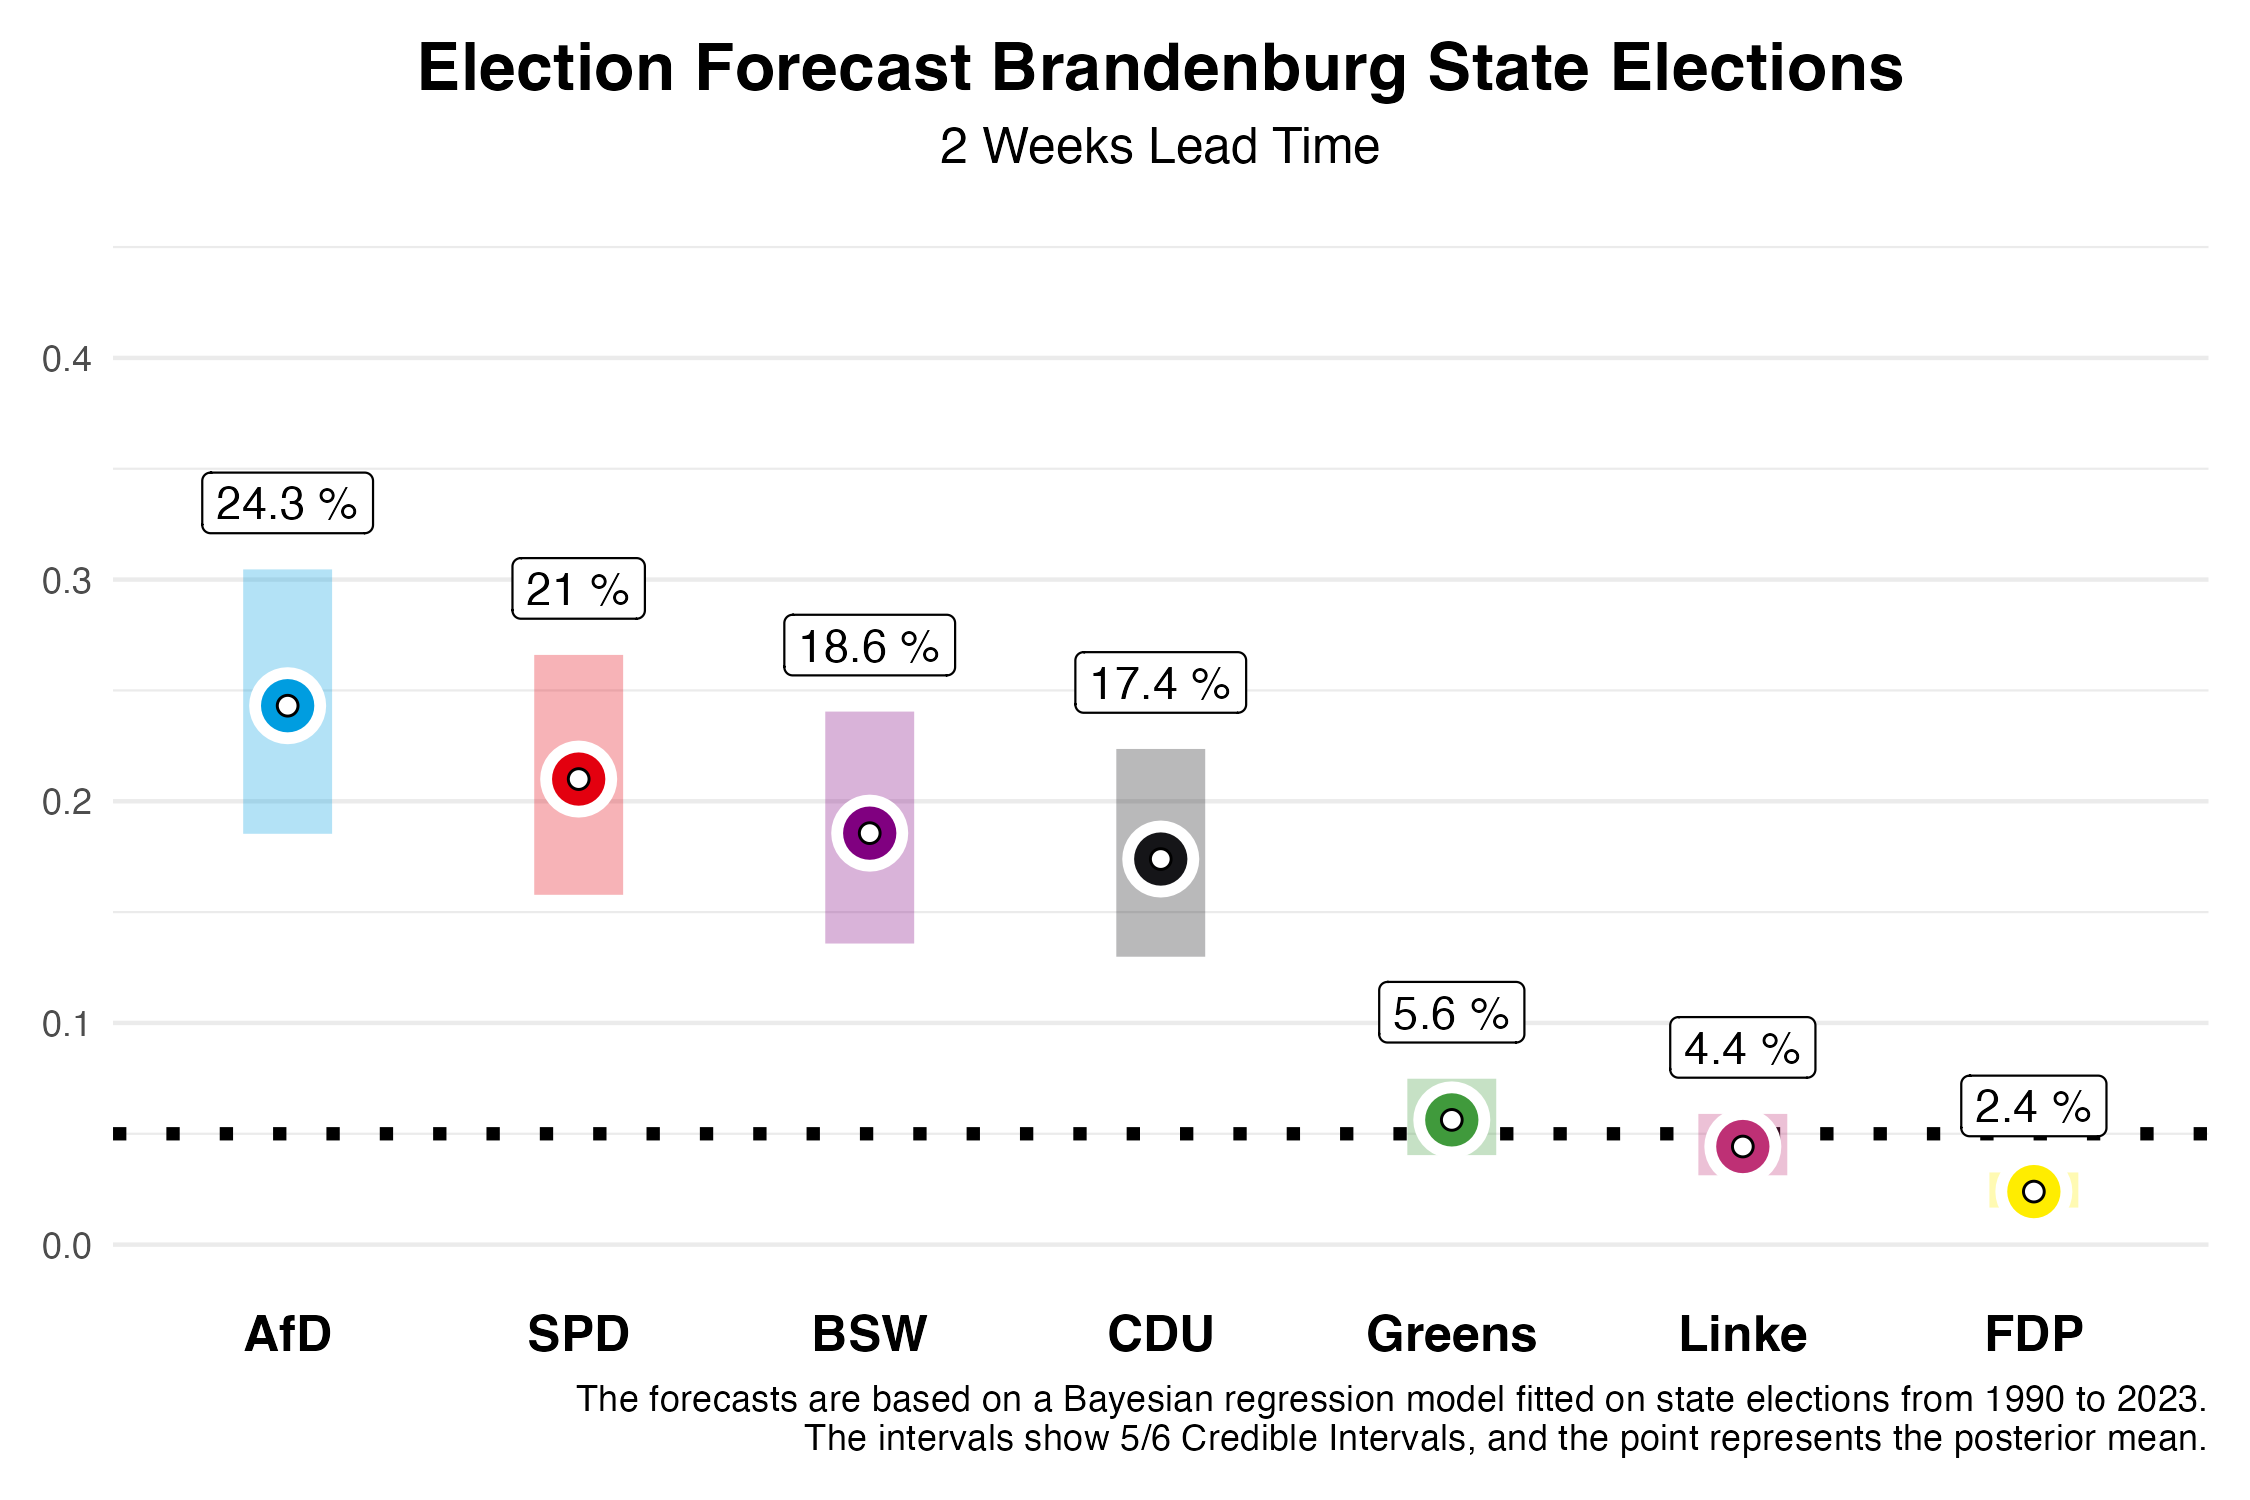 Election Forecast Brandenburg State Elections
2 Weeks Lead Time
0.4
0.3
0.2
0.1
0.0
24.3 %
21 %
18.6 %
17.4 %
5.6 %
4.4 %
2.4 %
AfD
SPD
BSW
CDU
Greens
Linke
FDP
The forecasts are based on a Bayesian regression model fitted on state elections from 1990 to 2023.
The intervals show 5/6 Credible Intervals, and the point represents the posterior mean.